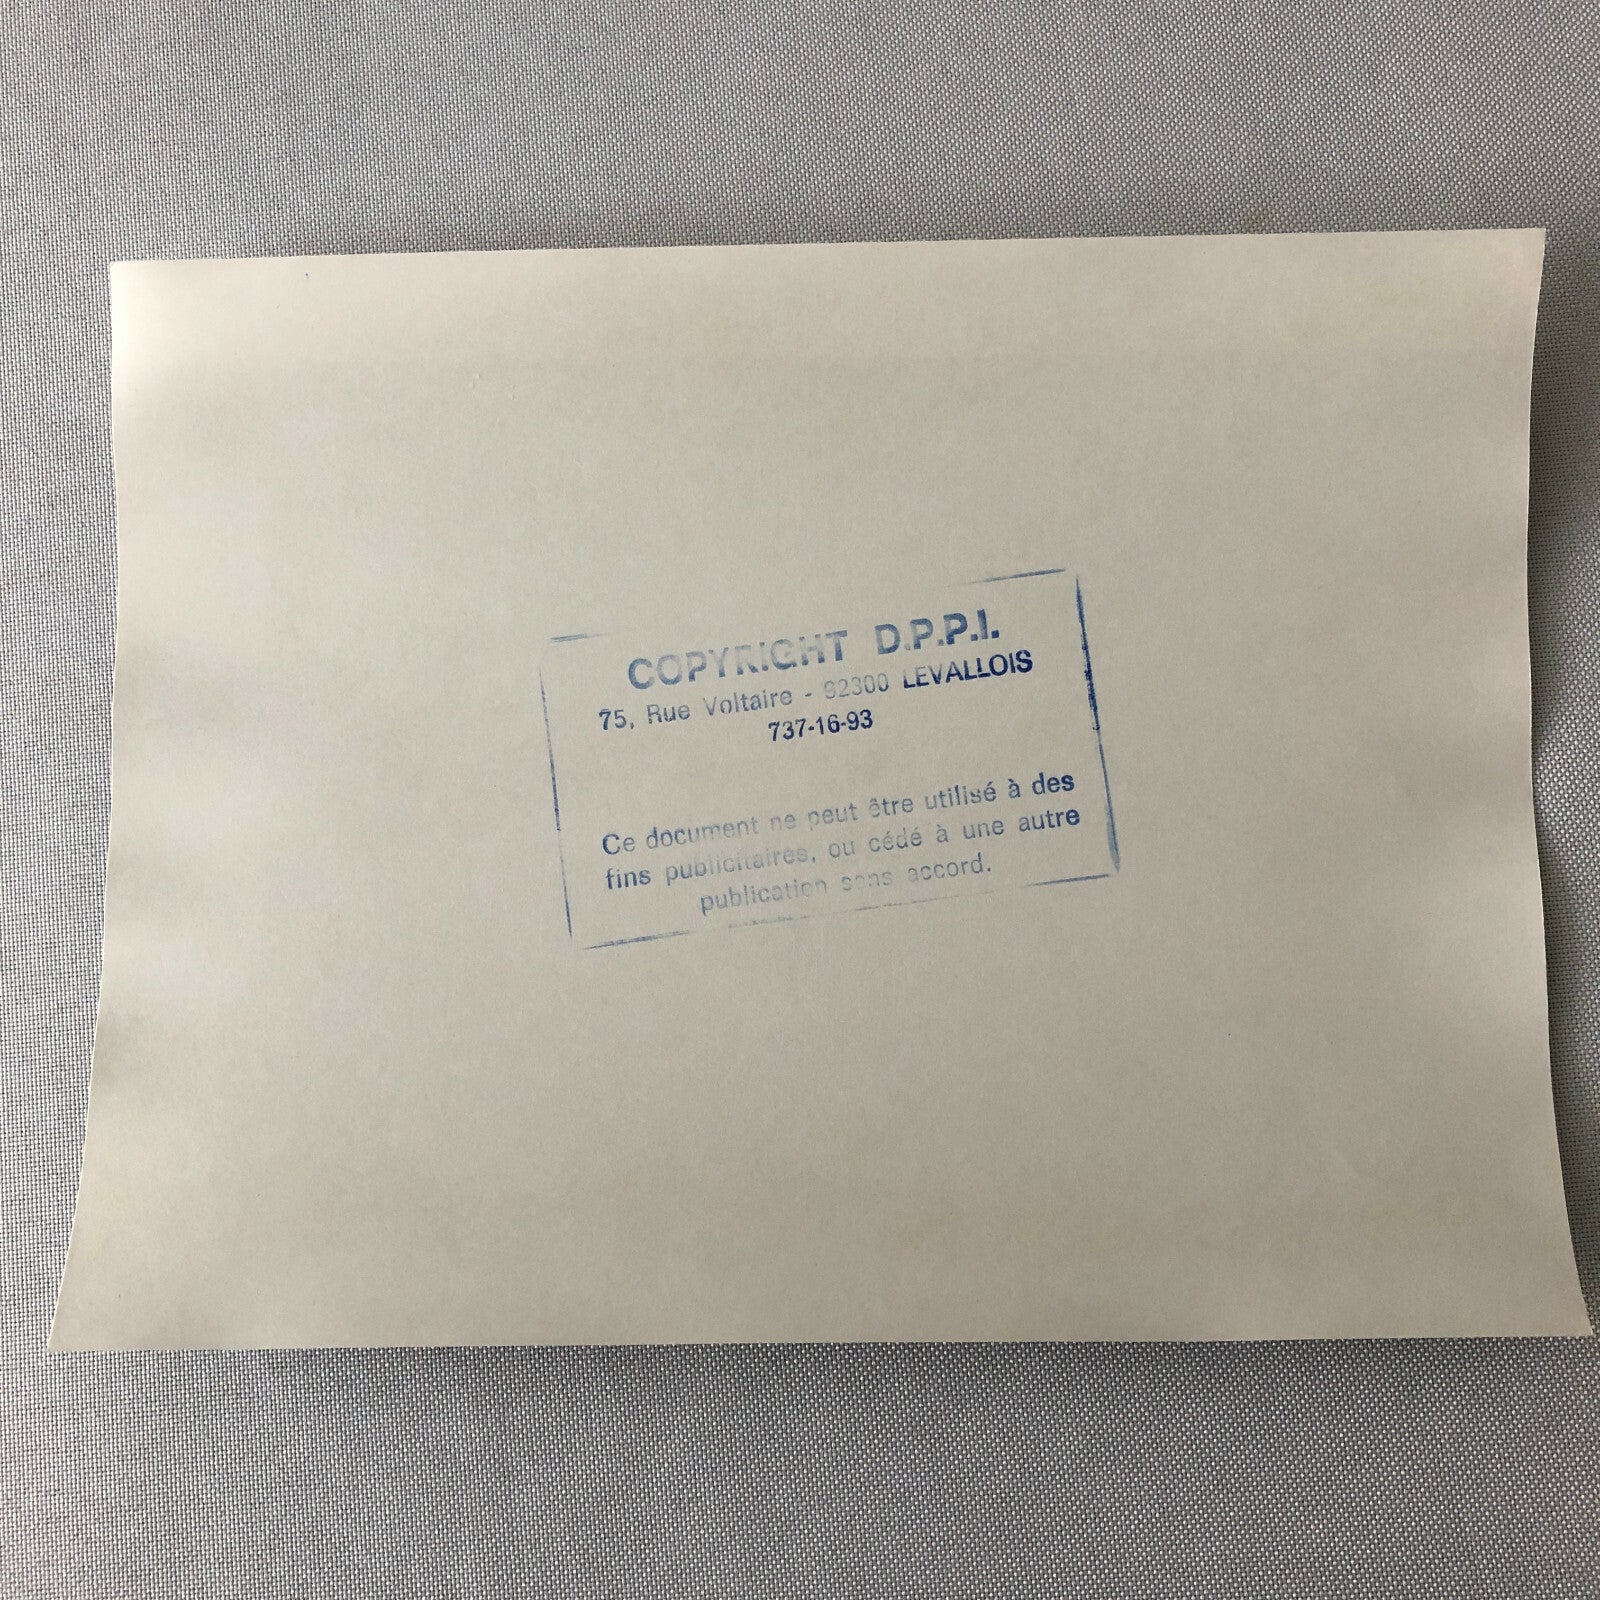 COPYRIGHT D.P.P.I.
75, Rue Voltaire - 92300 LEVALLOIS
737-16-93
Ce document ne peut être utilisé à des
fins publicitaires, ou cédé à une autre
publication sans accord.